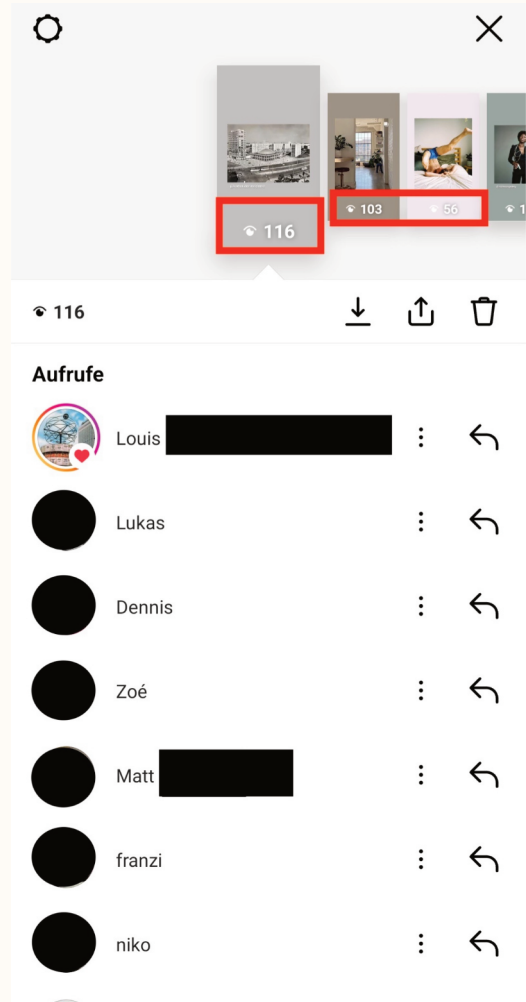 103
56
116
116
Aufrufe
Louis
Lukas
Dennis
Zoé
Matt
franzi
niko